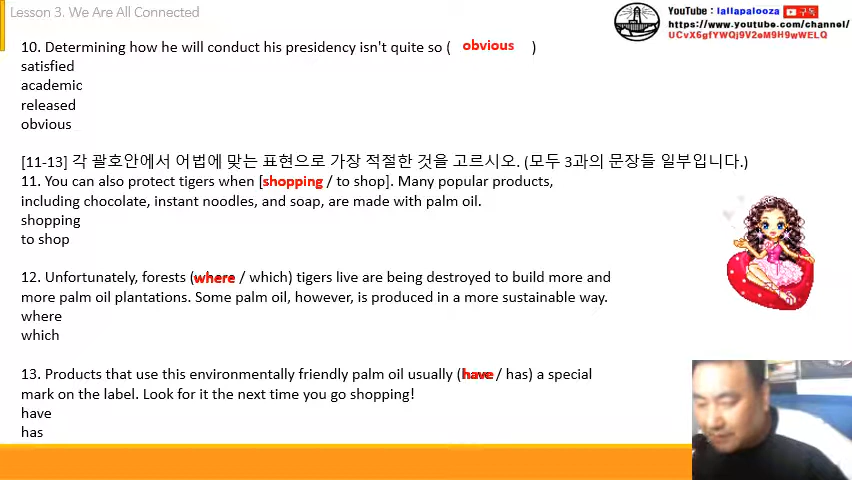 Lesson 3. We Are All Connected
YouTube : lallapalooza 구독
https://www.youtube.com/channel/
UCvX6gfYWQj9V2eM9H9wWELQ
10. Determining how he will conduct his presidency isn't quite so ( obvious )
satisfied
academic
released
obvious
[11-13] 각 괄호안에서 어법에 맞는 표현으로 가장 적절한 것을 고르시오. (모두 3과의 문장들 일부입니다.)
11. You can also protect tigers when [shopping / to shop]. Many popular products,
including chocolate, instant noodles, and soap, are made with palm oil.
shopping
to shop
12. Unfortunately, forests (where / which) tigers live are being destroyed to build more and
more palm oil plantations. Some palm oil, however, is produced in a more sustainable way.
where
which
13. Products that use this environmentally friendly palm oil usually (have / has) a special
mark on the label. Look for it the next time you go shopping!
have
has